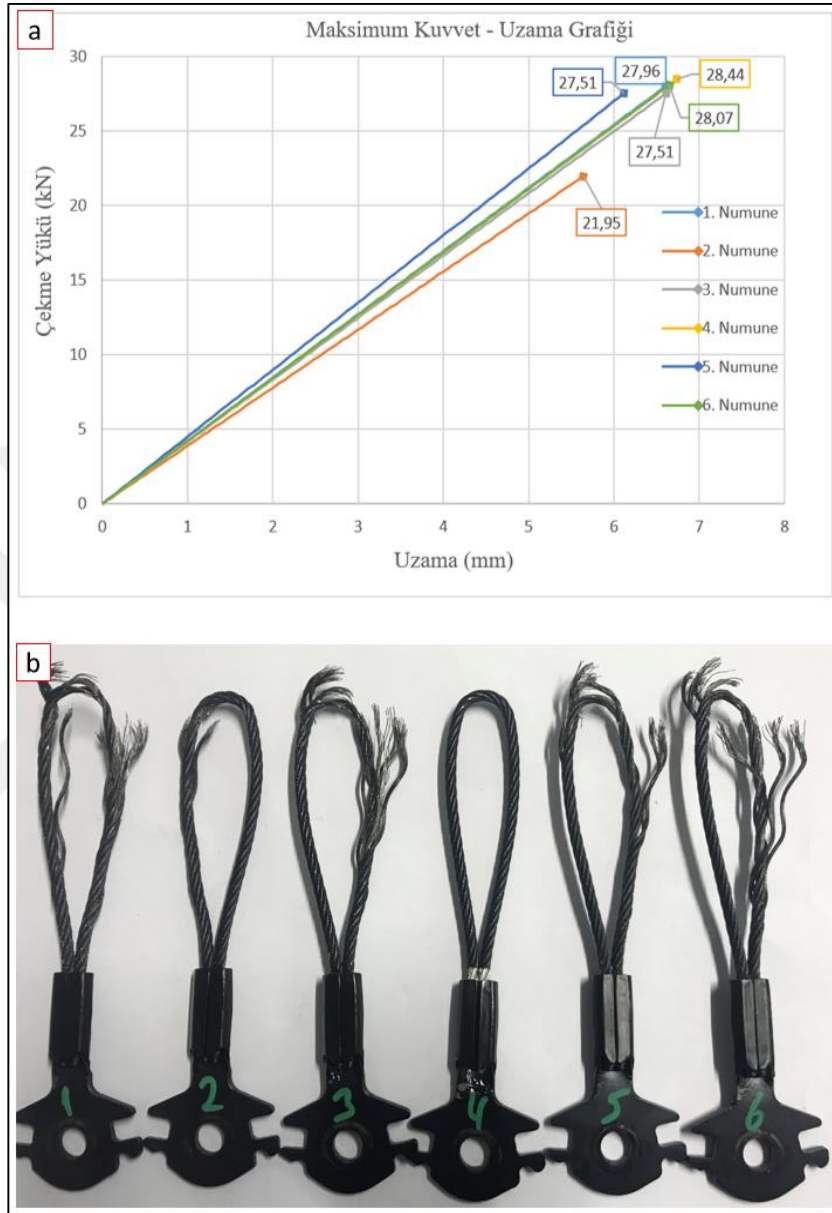 a
Maksimum Kuvvet - Uzama Grafiği
30
25
20
15
10
5
0
Çekme Yükü (kN)
27,51
27,96
28,44
28,07
27,51
21,95
1. Numune
2. Numune
3. Numune
4. Numune
5. Numune
6. Numune
0 1 2 3 4 5 6 7 8
Uzama (mm)
b
1 2 3 4 5 6